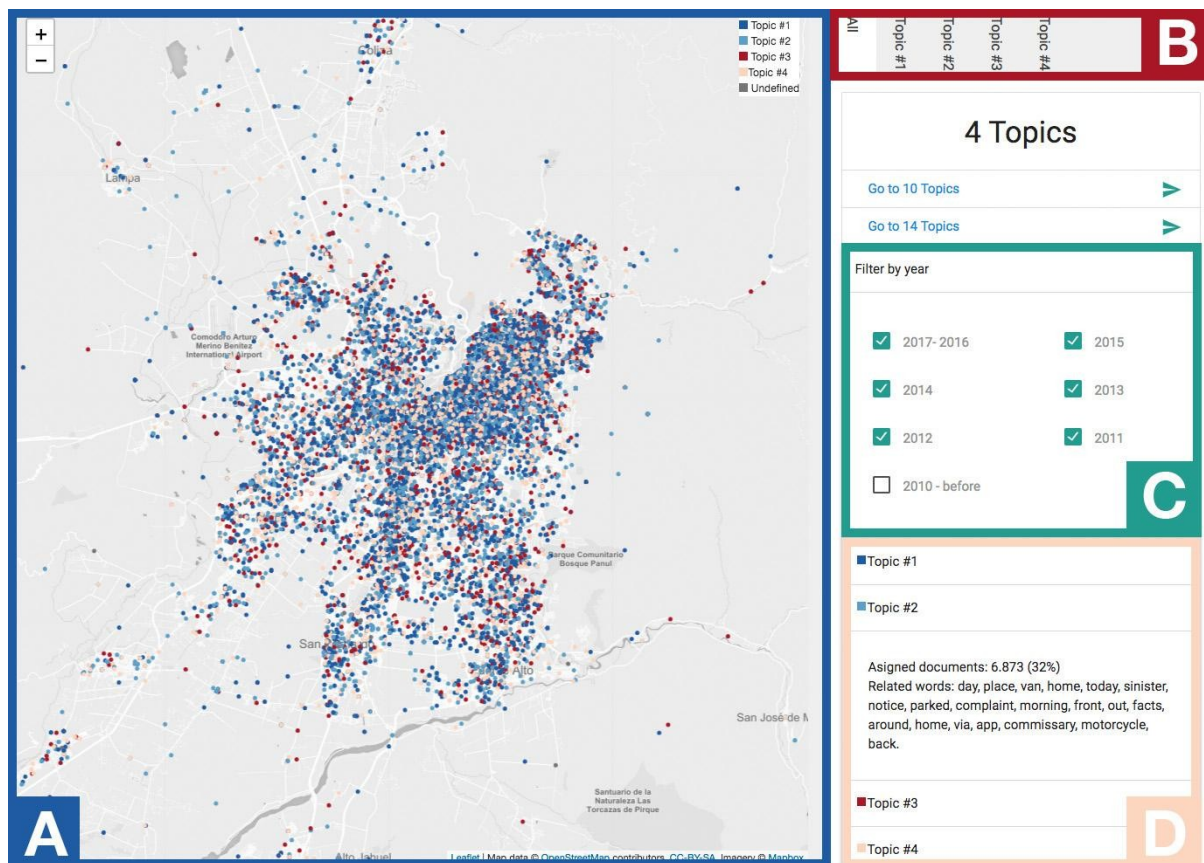 +
−
Topic #1
Topic #2
Topic #3
Topic #4
Undefined
Colina
Lampa
Comodoro Arturo
Merino Benítez
International Airport
Parque Comunitario
Bosque Panul
San
Alto
San José de M
Santuario de la
Naturaleza Las
Torcazas de Pirque
Alto Jahuel
Leaflet | Map data © OpenStreetMap contributors, CC-BY-SA, Imagery © Mapbox
A
All
Topic #1
Topic #2
Topic #3
Topic #4
B
4 Topics
Go to 10 Topics
Go to 14 Topics
Filter by year
2017- 2016
2015
2014
2013
2012
2011
2010 - before
C
Topic #1
Topic #2
Asigned documents: 6.873 (32%)
Related words: day, place, van, home, today, sinister,
notice, parked, complaint, morning, front, out, facts,
around, home, via, app, commissary, motorcycle,
back.
Topic #3
Topic #4
D